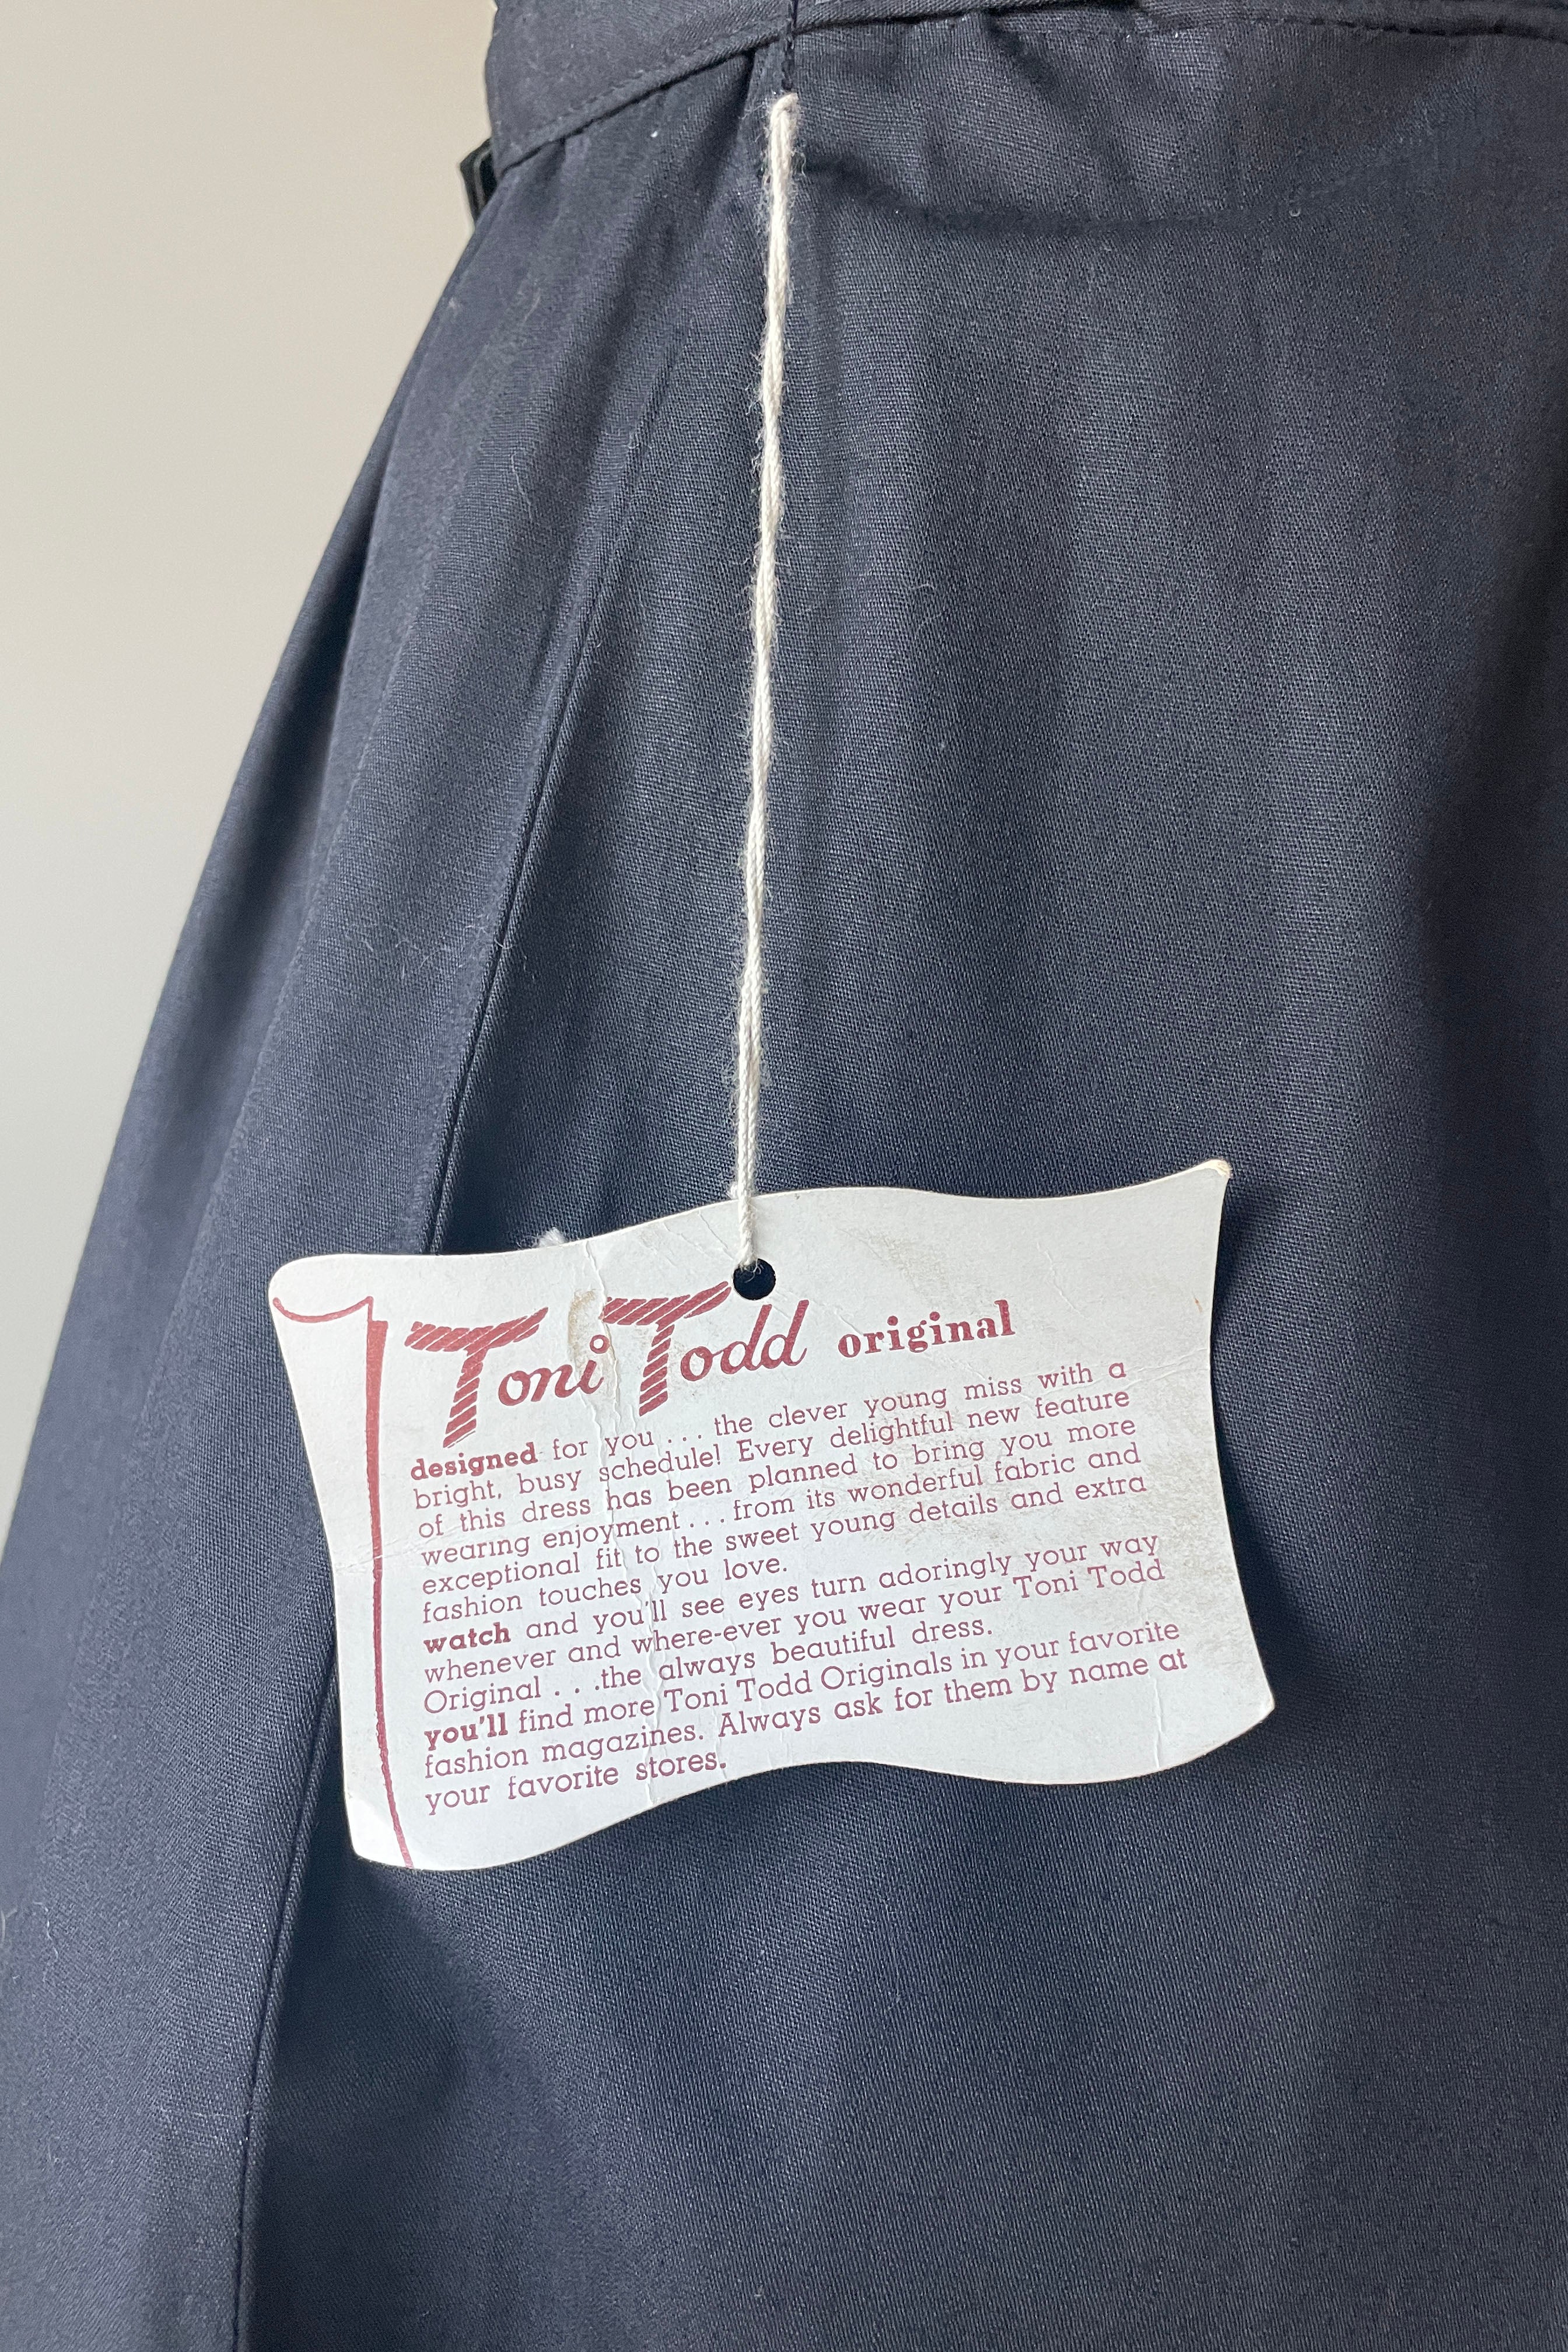 Toni Todd original
designed for you . . . the clever young miss with a
bright, busy schedule! Every delightful new feature
of this dress has been planned to bring you more
wearing enjoyment . . . from its wonderful fabric and
exceptional fit to the sweet young details and extra
fashion touches you love.
watch and you'll see eyes turn adoringly your way
whenever and where-ever you wear your Toni Todd
Original . . .the always beautiful dress.
you'll find more Toni Todd Originals in your favorite
fashion magazines. Always ask for them by name at
your favorite stores.